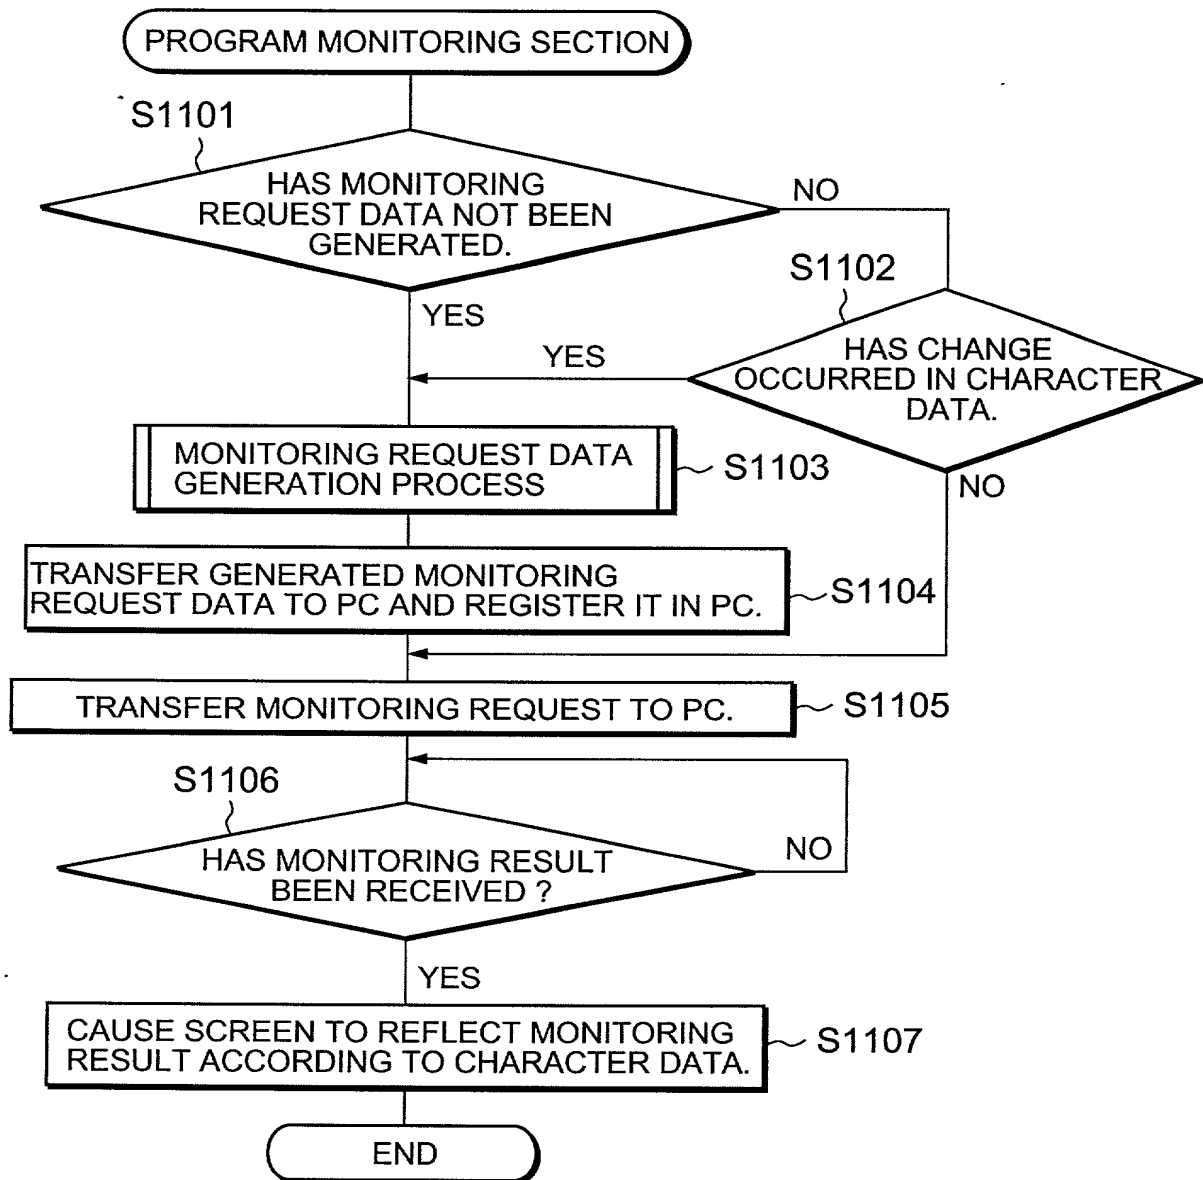 PROGRAM MONITORING SECTION
S1101
HAS MONITORING
REQUEST DATA NOT BEEN
GENERATED.
NO
YES
S1102
HAS CHANGE
OCCURRED IN CHARACTER
DATA.
YES
NO
MONITORING REQUEST DATA
GENERATION PROCESS
S1103
TRANSFER GENERATED MONITORING
REQUEST DATA TO PC AND REGISTER IT IN PC.
S1104
TRANSFER MONITORING REQUEST TO PC.
S1105
S1106
HAS MONITORING RESULT
BEEN RECEIVED ?
NO
YES
CAUSE SCREEN TO REFLECT MONITORING
RESULT ACCORDING TO CHARACTER DATA.
S1107
END